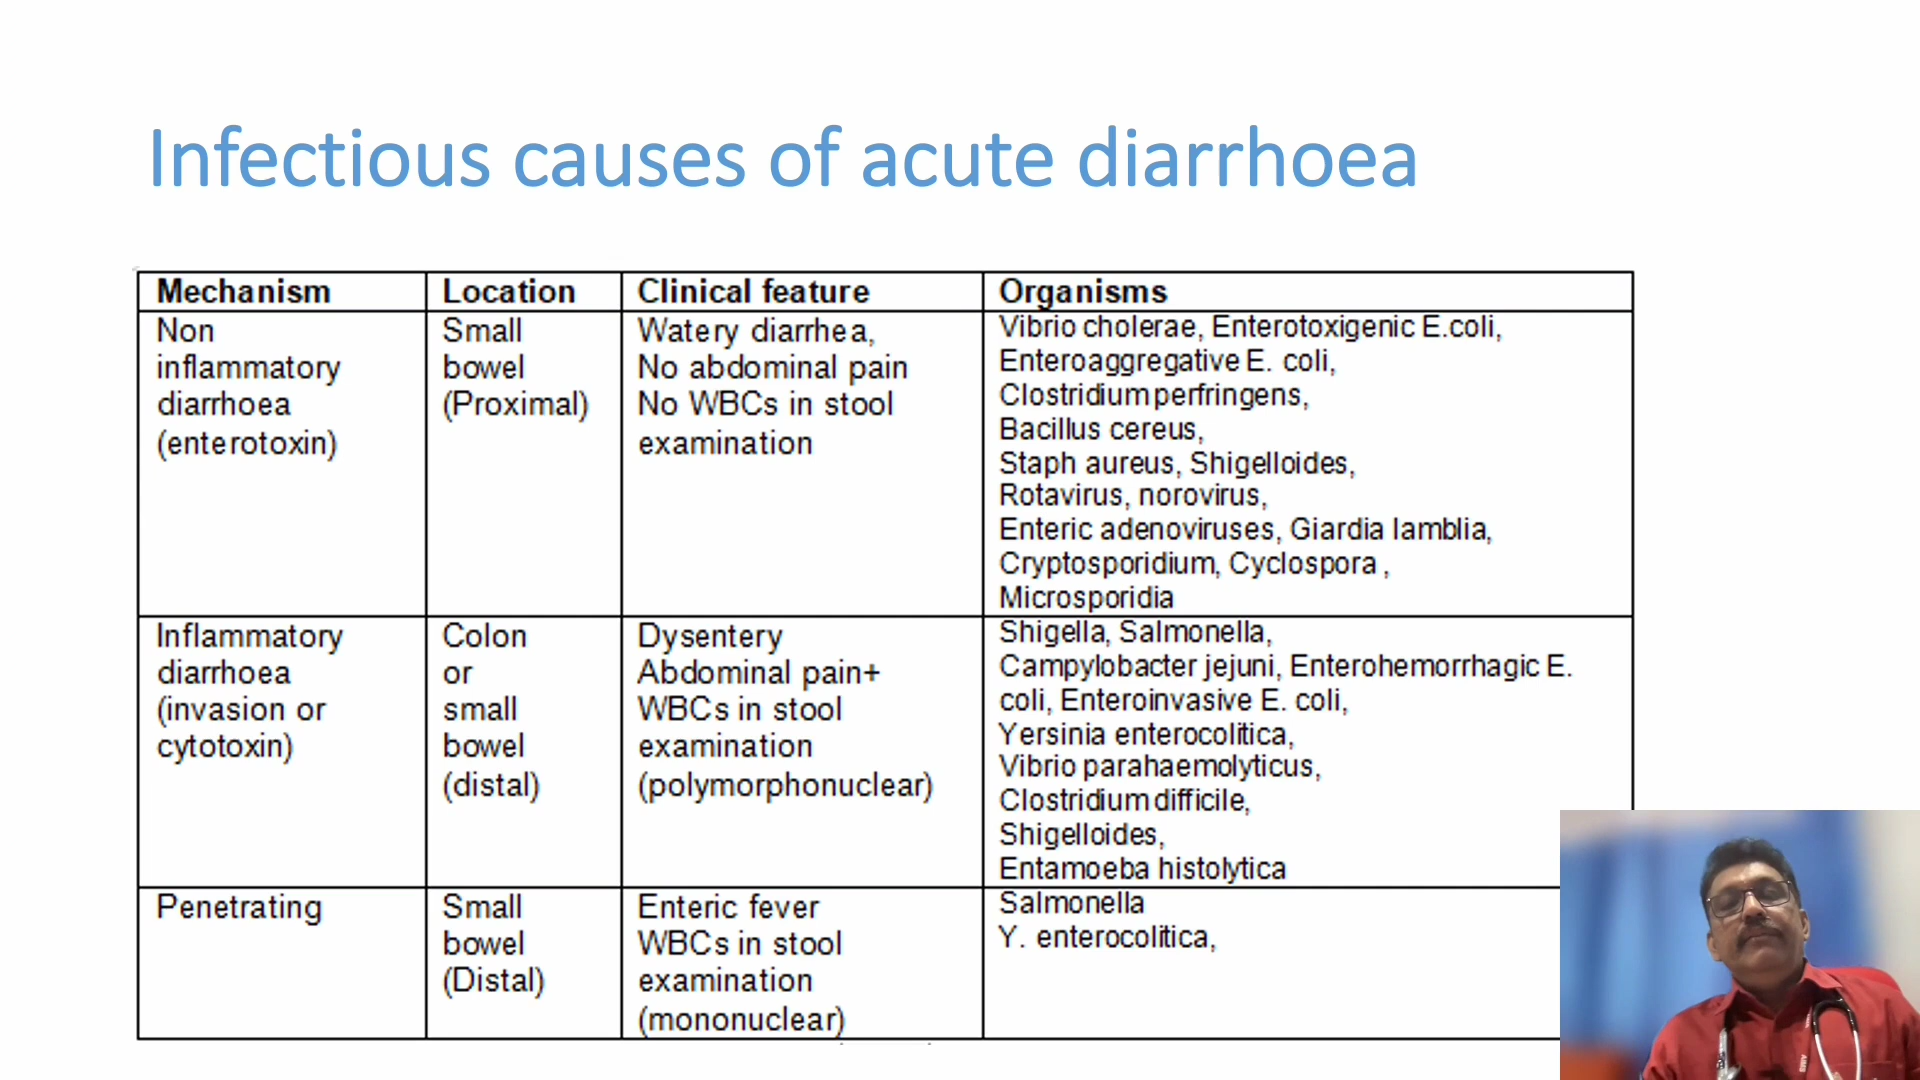 Infectious causes of acute diarrhoea
Mechanism
Location
Clinical feature
Organisms
Non
inflammatory
diarrhoea
(enterotoxin)
Small
bowel
(Proximal)
Watery diarrhea,
No abdominal pain
No WBCs in stool
examination
Vibrio cholerae, Enterotoxigenic E.coli,
Enteroaggregative E. coli,
Clostridium perfringens,
Bacillus cereus,
Staph aureus, Shigelloides,
Rotavirus, norovirus,
Enteric adenoviruses, Giardia lamblia,
Cryptosporidium, Cyclospora ,
Microsporidia
Inflammatory
diarrhoea
(invasion or
cytotoxin)
Colon
or
small
bowel
(distal)
Dysentery
Abdominal pain+
WBCs in stool
examination
(polymorphonuclear)
Shigella, Salmonella,
Campylobacter jejuni, Enterohemorrhagic E.
coli, Enteroinvasive E. coli,
Yersinia enterocolitica,
Vibrio parahaemolyticus,
Clostridium difficile,
Shigelloides,
Entamoeba histolytica
Penetrating
Small
bowel
(Distal)
Enteric fever
WBCs in stool
examination
(mononuclear)
Salmonella
Y. enterocolitica,